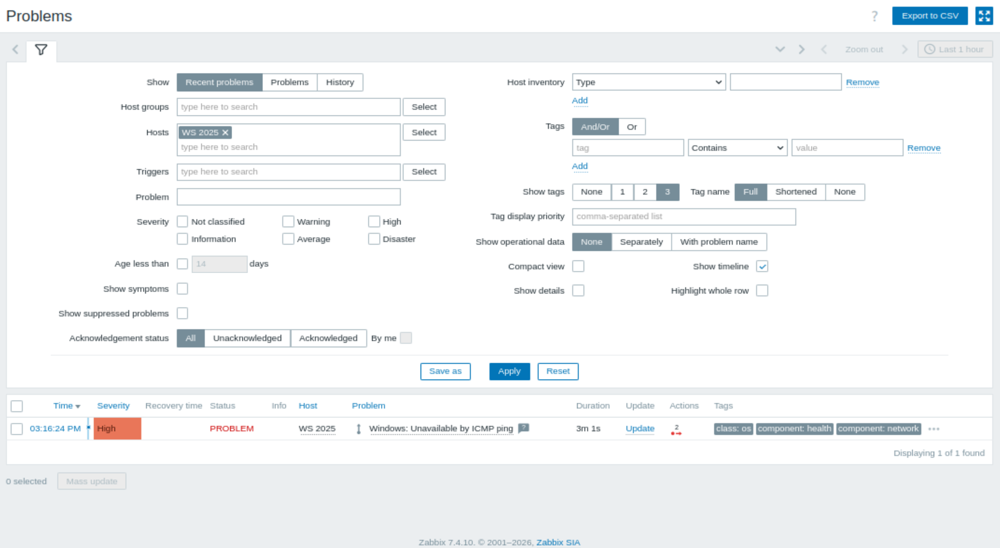 Problems
? Export to CSV
Zoom out Last 1 hour
Show Recent problems Problems History
Host groups type here to search Select
Hosts WS 2025 Select
type here to search
Triggers type here to search Select
Problem
Severity Not classified Warning High
Information Average Disaster
Age less than 14 days
Show symptoms
Show suppressed problems
Acknowledgement status All Unacknowledged Acknowledged By me
Host inventory Type Remove
Add
Tags And/Or Or
tag Contains value Remove
Add
Show tags None 1 2 3 Tag name Full Shortened None
Tag display priority comma-separated list
Show operational data None Separately With problem name
Compact view Show timeline
Show details Highlight whole row
Save as Apply Reset
Time Severity Recovery time Status Info Host Problem Duration Update Actions Tags
03:16:24 PM High PROBLEM WS 2025 Windows: Unavailable by ICMP ping ? 3m 1s Update 2 class: os component: health component: network •••
Displaying 1 of 1 found
0 selected Mass update
Zabbix 7.4.10. © 2001–2026, Zabbix SIA